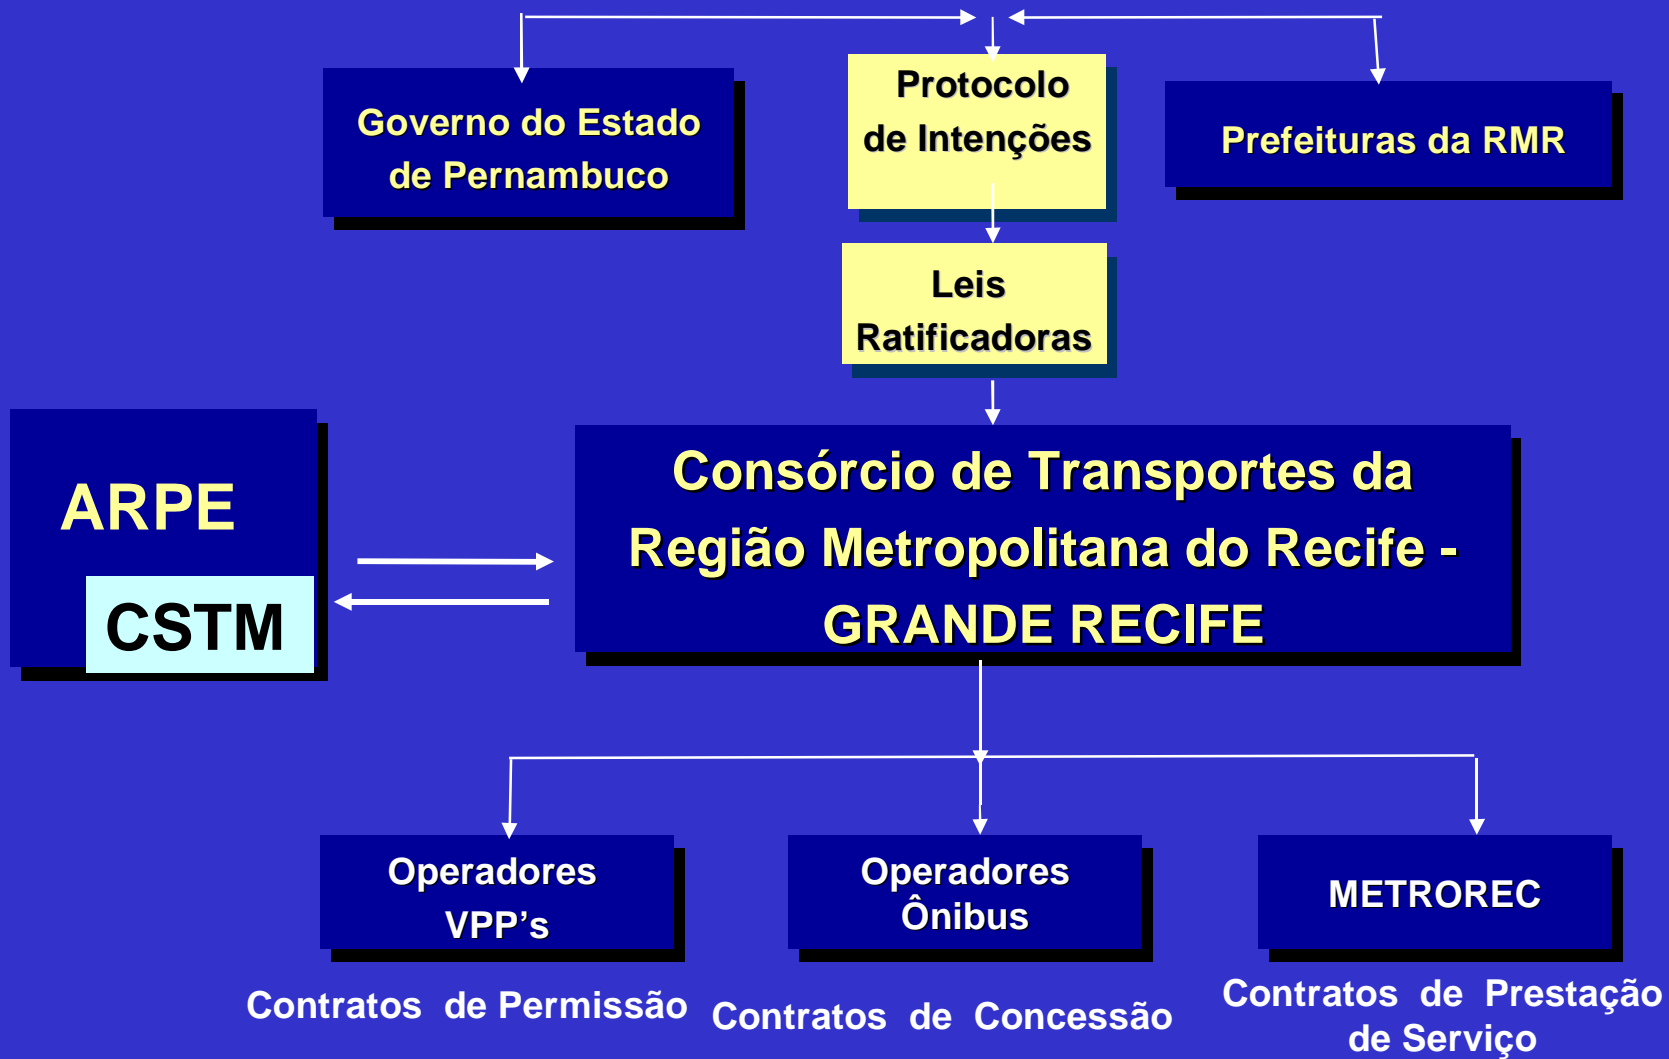 Governo do Estado
de Pernambuco
Protocolo
de Intenções
Prefeituras da RMR
Leis
Ratificadoras
ARPE
CSTM
Consórcio de Transportes da
Região Metropolitana do Recife -
GRANDE RECIFE
Operadores
VPP’s
Operadores
Ônibus
METROREC
Contratos de Permissão
Contratos de Concessão
Contratos de Prestação
de Serviço